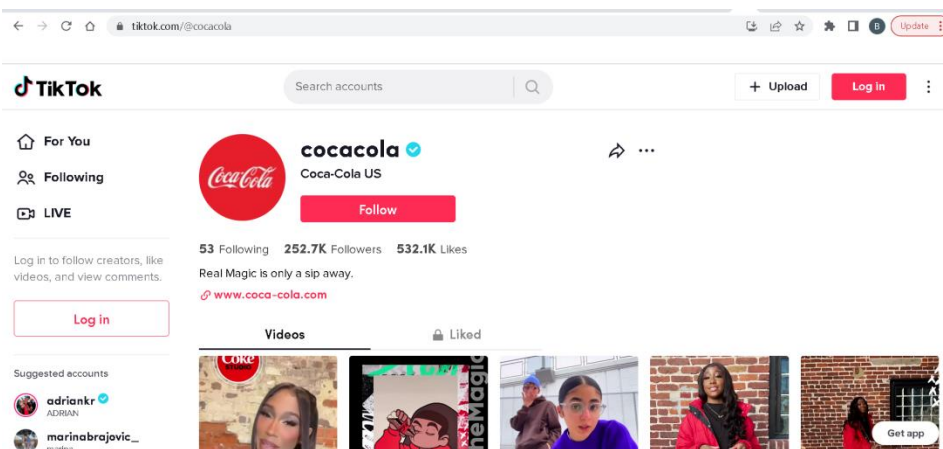 tiktok.com/@cocacola
B
Update
TikTok
Search accounts
+ Upload
Log in
For You
Following
LIVE
Log in to follow creators, like
videos, and view comments.
Log in
Suggested accounts
adriankr
ADRIAN
marinabrajovic_
Coca-Cola
cocacola
Coca-Cola US
Follow
53 Following 252.7K Followers 532.1K Likes
Real Magic is only a sip away.
www.coca-cola.com
Videos
Liked
Coke
STUDIO
neMagic
Get app